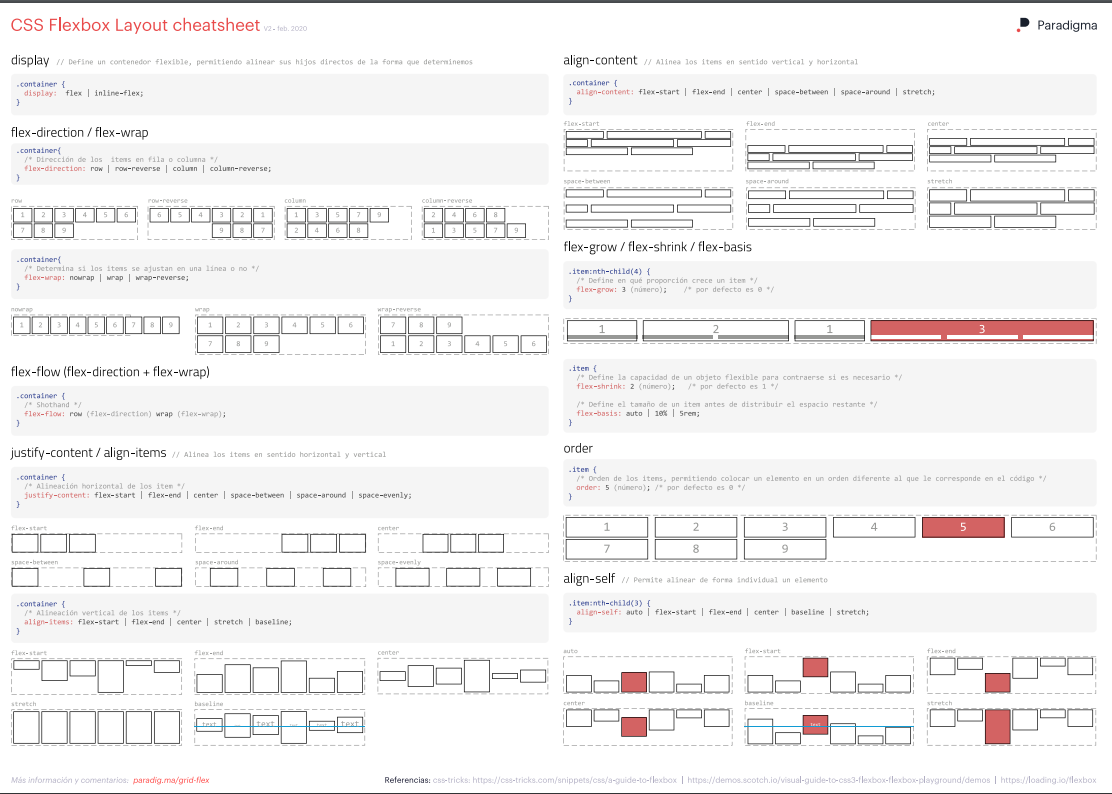 CSS Flexbox Layout cheatsheet V2 - feb. 2020
Paradigma
display // Define un contenedor flexible, permitiendo alinear sus hijos directos de la forma que determinemos
.container {
display: flex | inline-flex;
}
flex-direction / flex-wrap
.container{
/* Dirección de los items en fila o columna */
flex-direction: row | row-reverse | column | column-reverse;
}
row row-reverse column column-reverse
1 2 3 4 5 6 6 5 4 3 2 1 1 3 5 7 9 2 4 6 8
7 8 9 9 8 7 2 4 6 8 1 3 5 7 9
.container{
/* Determina si los items se ajustan en una línea o no */
flex-wrap: nowrap | wrap | wrap-reverse;
}
nowrap wrap wrap-reverse
1 2 3 4 5 6 7 8 9 1 2 3 4 5 6 7 8 9
7 8 9 1 2 3 4 5 6
flex-flow (flex-direction + flex-wrap)
.container {
/* Shothand */
flex-flow: row (flex-direction) wrap (flex-wrap);
}
justify-content / align-items // Alinea los items en sentido horizontal y vertical
.container {
/* Alineación horizontal de los item */
justify-content: flex-start | flex-end | center | space-between | space-around | space-evenly;
}
flex-start flex-end center
space-between space-around space-evenly
.container {
/* Alineación vertical de los items */
align-items: flex-start | flex-end | center | stretch | baseline;
}
flex-start flex-end center
stretch baseline
text text text text
align-content // Alinea los items en sentido vertical y horizontal
.container {
align-content: flex-start | flex-end | center | space-between | space-around | stretch;
}
flex-start flex-end center
space-between space-around stretch
flex-grow / flex-shrink / flex-basis
.item:nth-child(4) {
/* Define en qué proporción crece un item */
flex-grow: 3 (número); /* por defecto es 0 */
}
1 2 1 3
.item {
/* Define la capacidad de un objeto flexible para contraerse si es necesario */
flex-shrink: 2 (número); /* por defecto es 1 */
/* Define el tamaño de un item antes de distribuir el espacio restante */
flex-basis: auto | 10% | 5rem;
}
order
.item {
/* Orden de los items, permitiendo colocar un elemento en un orden diferente al que le corresponde en el código */
order: 5 (número); /* por defecto es 0 */
}
1 2 3 4 5 6
7 8 9
align-self // Permite alinear de forma individual un elemento
.item:nth-child(3) {
align-self: auto | flex-start | flex-end | center | baseline | stretch;
}
auto flex-start flex-end
center baseline stretch
text
Más información y comentarios: paradig.ma/grid-flex
Referencias: css-tricks: https://css-tricks.com/snippets/css/a-guide-to-flexbox | https://demos.scotch.io/visual-guide-to-css3-flexbox-flexbox-playground/demos | https://loading.io/flexbox